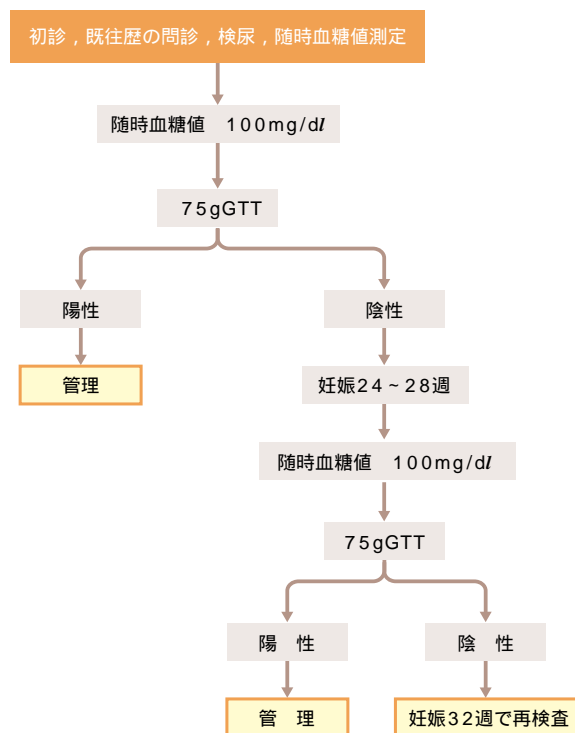 初診，既往歴の問診，検尿，随時血糖値測定
随時血糖値　100mg/dl
75gGTT
陽性
陰性
管理
妊娠24～28週
随時血糖値　100mg/dl
75gGTT
陽　性
陰　性
管　理
妊娠32週で再検査